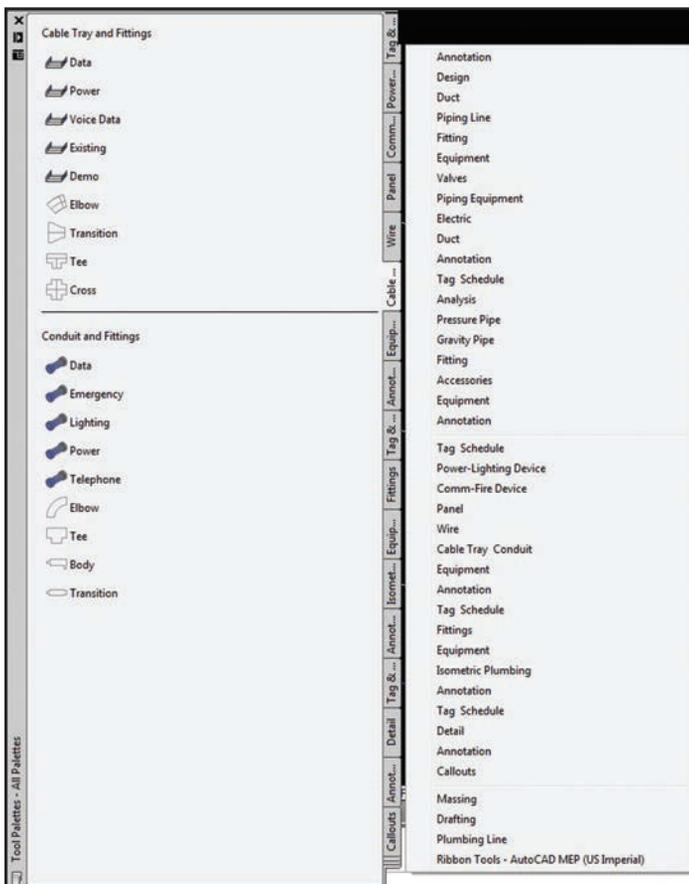 Cable Tray and Fittings
Data
Power
Voice Data
Existing
Demo
Elbow
Transition
Tee
Cross
Conduit and Fittings
Data
Emergency
Lighting
Power
Telephone
Elbow
Tee
Body
Transition
Tool Palettes - All Palettes
Tag & ...
Power...
Comm...
Panel
Wire
Cable ...
Equip...
Annot...
Tag & ...
Fittings
Equip...
Isomet...
Annot...
Tag & ...
Detail
Annot...
Callouts
Annotation
Design
Duct
Piping Line
Fitting
Equipment
Valves
Piping Equipment
Electric
Duct
Annotation
Tag Schedule
Analysis
Pressure Pipe
Gravity Pipe
Fitting
Accessories
Equipment
Annotation
Tag Schedule
Power-Lighting Device
Comm-Fire Device
Panel
Wire
Cable Tray Conduit
Equipment
Annotation
Tag Schedule
Fittings
Equipment
Isometric Plumbing
Annotation
Tag Schedule
Detail
Annotation
Callouts
Massing
Drafting
Plumbing Line
Ribbon Tools - AutoCAD MEP (US Imperial)